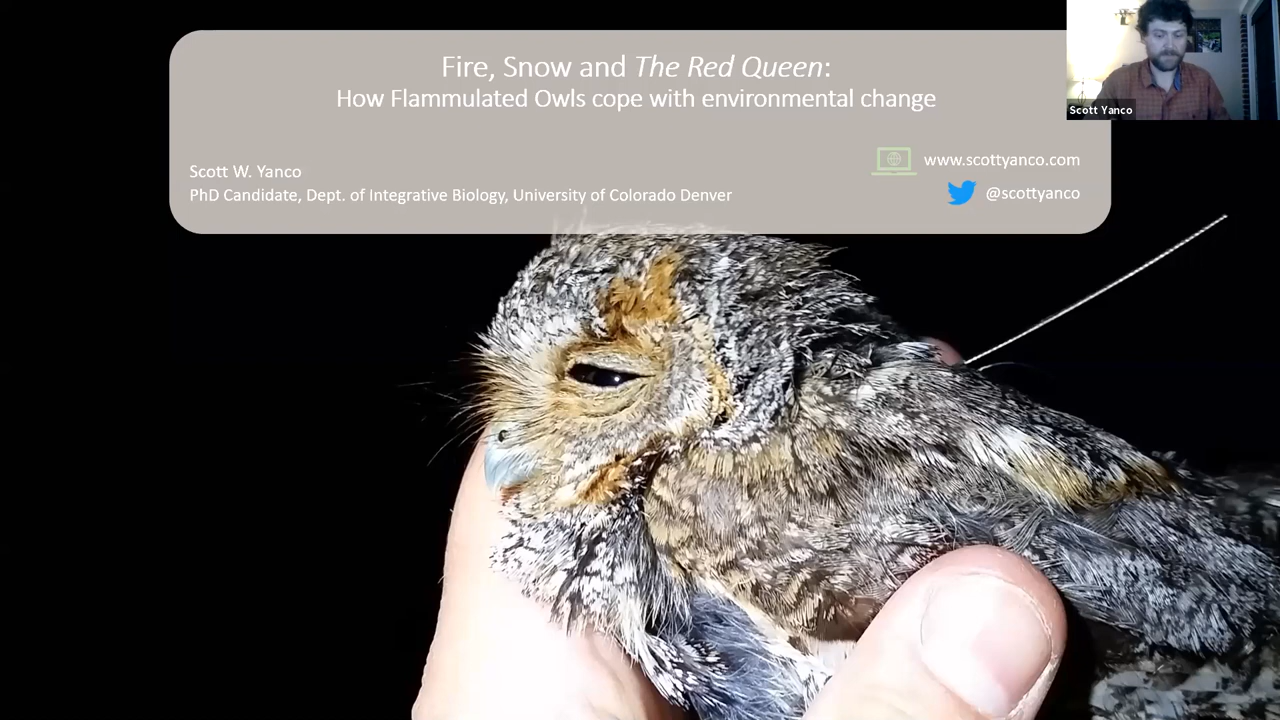 Fire, Snow and The Red Queen:
How Flammulated Owls cope with environmental change
Scott W. Yanco
PhD Candidate, Dept. of Integrative Biology, University of Colorado Denver
www.scottyanco.com
@scottyanco
Scott Yanco